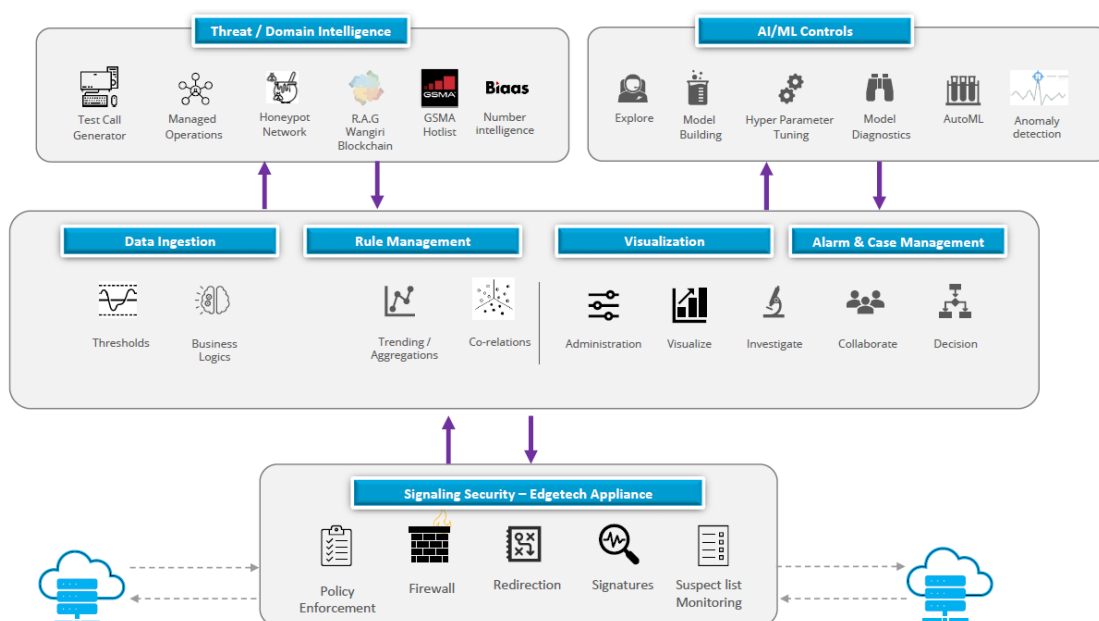 Threat / Domain Intelligence
AI/ML Controls
Test Call
Generator
Managed
Operations
Honeypot
Network
R.A.G
Wangiri
Blockchain
GSMA
GSMA
Hotlist
Biaas
Number
intelligence
Explore
Model
Building
Hyper Parameter
Tuning
Model
Diagnostics
AutoML
Anomaly
detection
Data Ingestion
Rule Management
Visualization
Alarm & Case Management
Thresholds
Business
Logics
Trending /
Aggregations
Co-relations
Administration
Visualize
Investigate
Collaborate
Decision
Signaling Security – Edgetech Appliance
Policy
Enforcement
Firewall
Redirection
Signatures
Suspect list
Monitoring